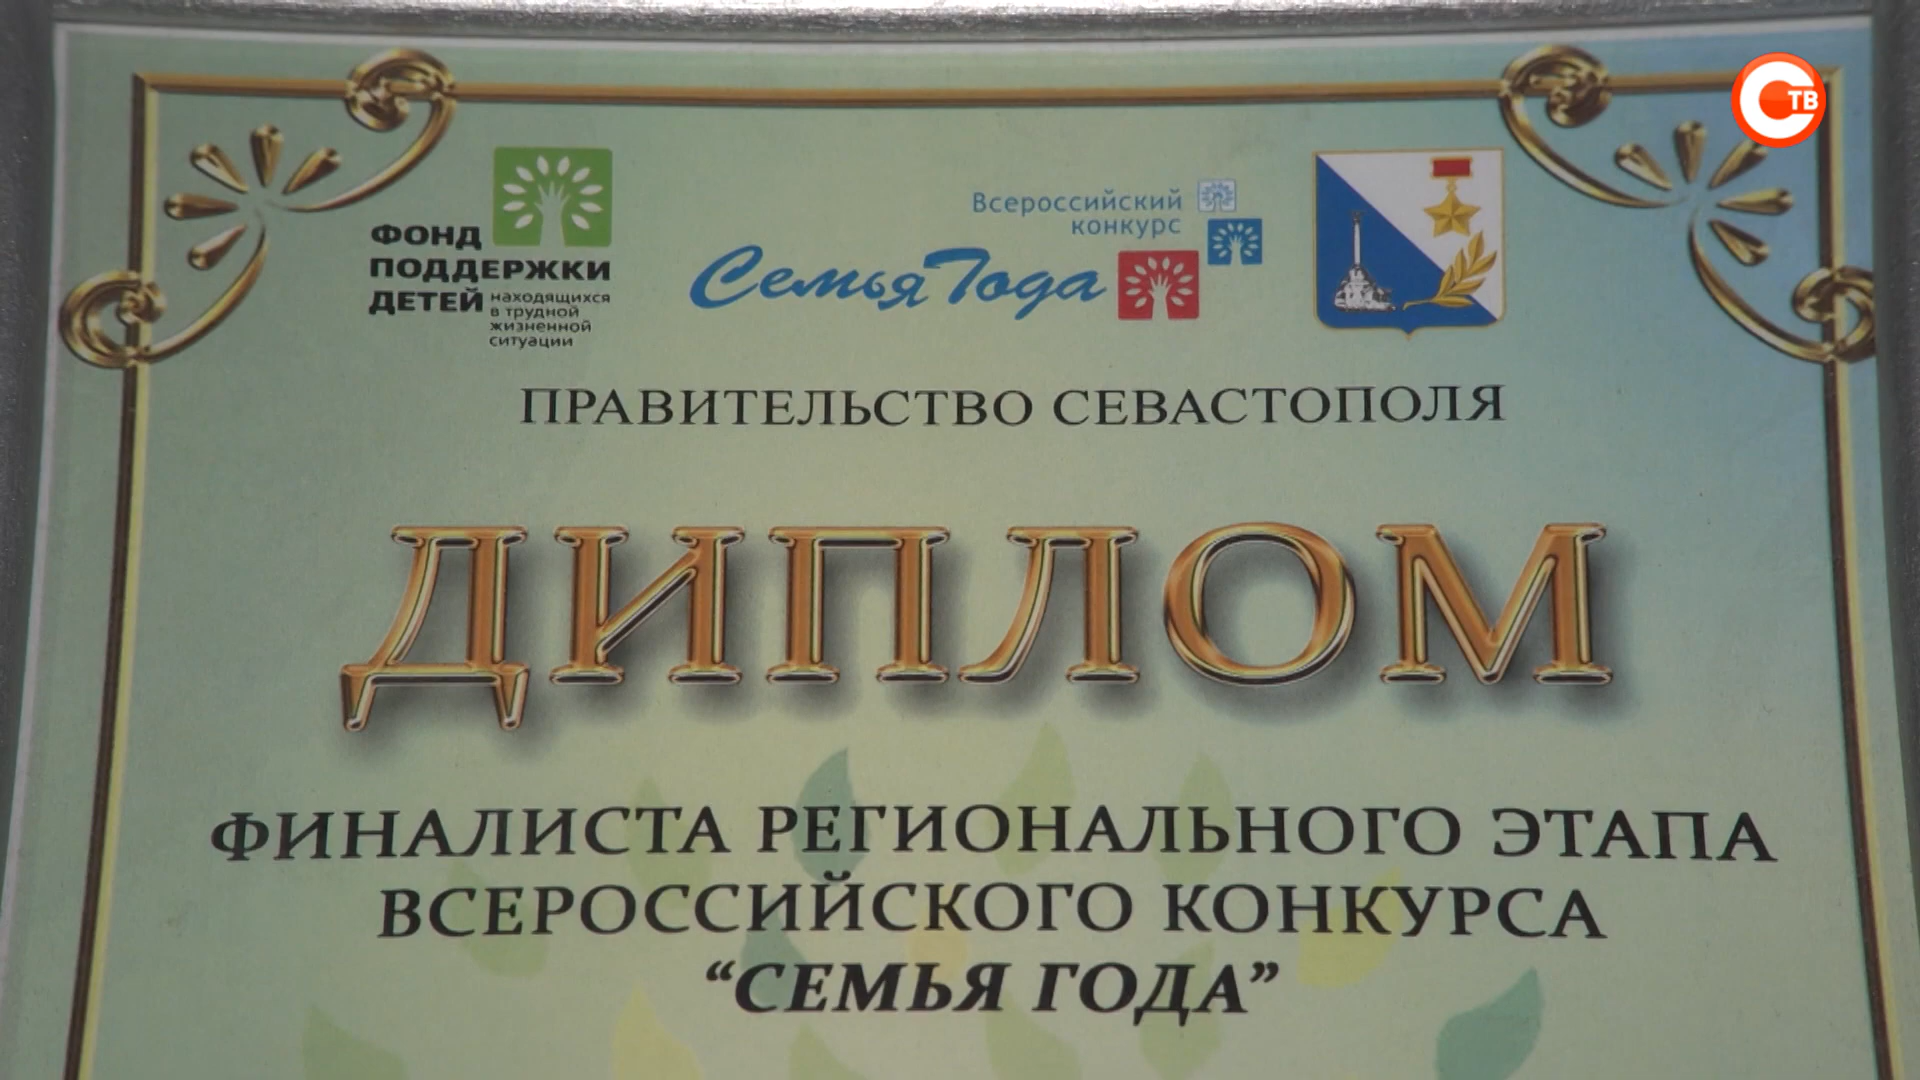 СТВ
ФОНД
ПОДДЕРЖКИ
ДЕТЕЙ
находящихся
в трудной
жизненной
ситуации
Всероссийский
конкурс
Семья Года
ПРАВИТЕЛЬСТВО СЕВАСТОПОЛЯ
ДИПЛОМ
ФИНАЛИСТА РЕГИОНАЛЬНОГО ЭТАПА
ВСЕРОССИЙСКОГО КОНКУРСА
“СЕМЬЯ ГОДА”